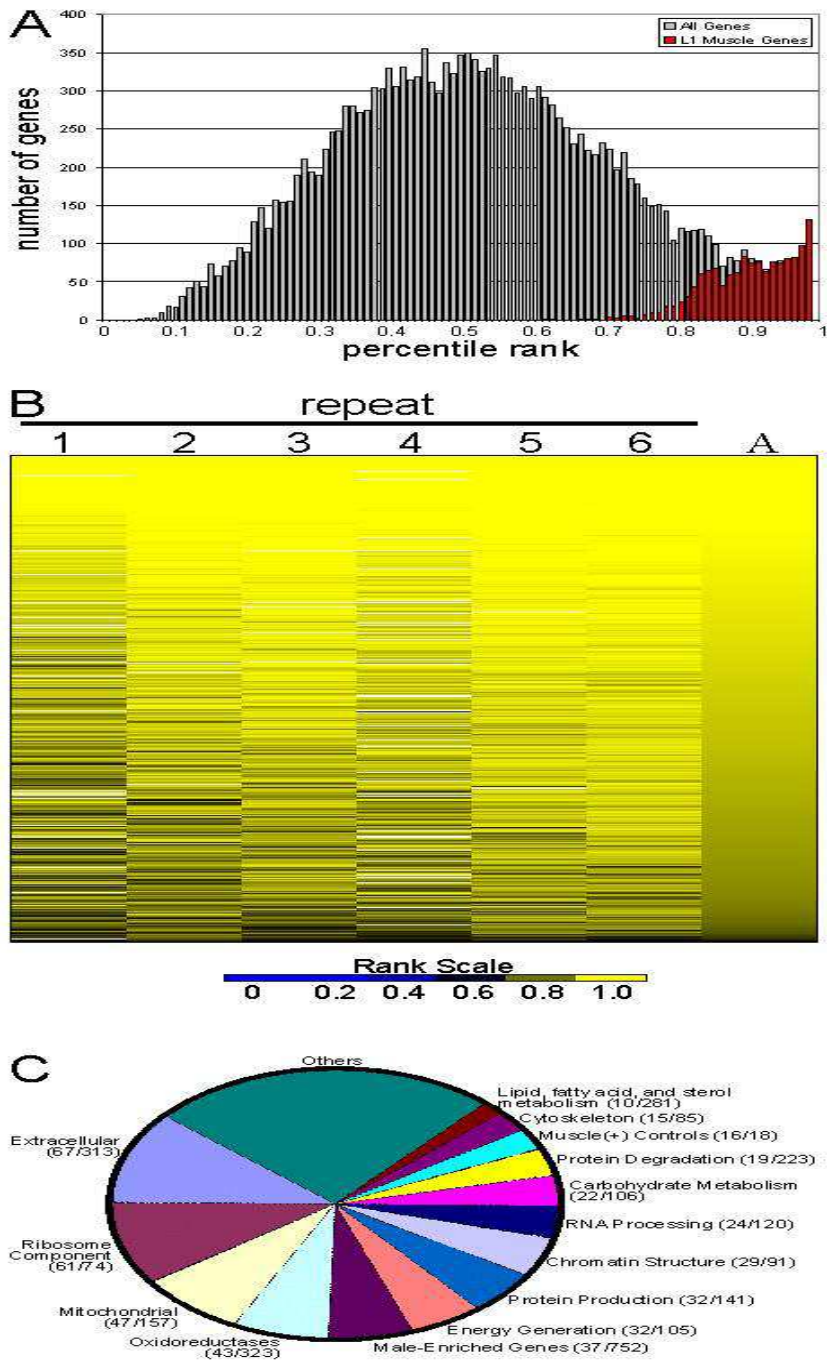 A
All Genes
L1 Muscle Genes
number of genes
400
350
300
250
200
150
100
50
0
0 0.1 0.2 0.3 0.4 0.5 0.6 0.7 0.8 0.9 1
percentile rank
B
repeat
1 2 3 4 5 6 A
Rank Scale
0 0.2 0.4 0.6 0.8 1.0
C
Others
Lipid, fatty acid, and sterol
metabolism (10/281)
Cytoskeleton (15/85)
Muscle(+) Controls (16/18)
Protein Degradation (19/223)
Carbohydrate Metabolism
(22/106)
RNA Processing (24/120)
Chromatin Structure (29/91)
Protein Production (32/141)
Energy Generation (32/105)
Male-Enriched Genes (37/752)
Oxidoreductases
(43/323)
Mitochondrial
(47/157)
Ribosome
Component
(61/74)
Extracellular
(67/313)